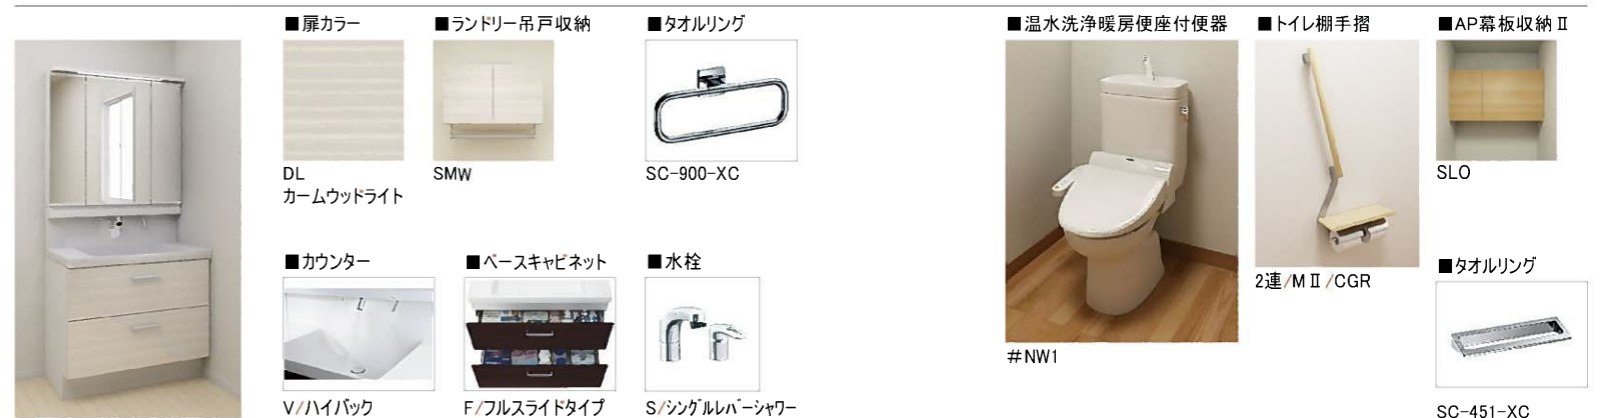 ■扉カラー
DL
カームウッドライト
■ランドリー吊戸収納
SMW
■タオルリング
SC-900-XC
■カウンター
V/ハイバック
■ベースキャビネット
F/フルスライドタイプ
■水栓
S/シングルレバーシャワー
■温水洗浄暖房便座付便器
#NW1
■トイレ棚手摺
2連/MⅡ/CGR
■AP幕板収納Ⅱ
SLO
■タオルリング
SC-451-XC